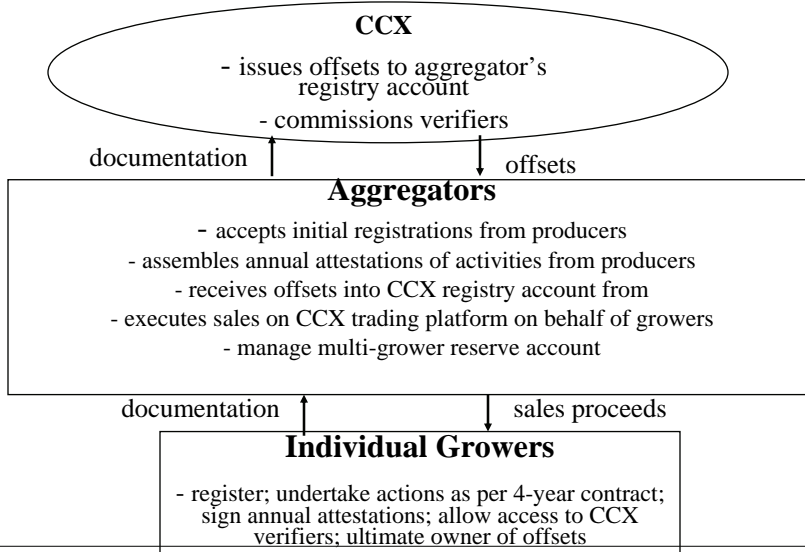 CCX
- issues offsets to aggregator’s
registry account
- commissions verifiers
documentation
offsets
Aggregators
- accepts initial registrations from producers
- assembles annual attestations of activities from producers
- receives offsets into CCX registry account from
- executes sales on CCX trading platform on behalf of growers
- manage multi-grower reserve account
documentation
sales proceeds
Individual Growers
- register; undertake actions as per 4-year contract;
sign annual attestations; allow access to CCX
verifiers; ultimate owner of offsets